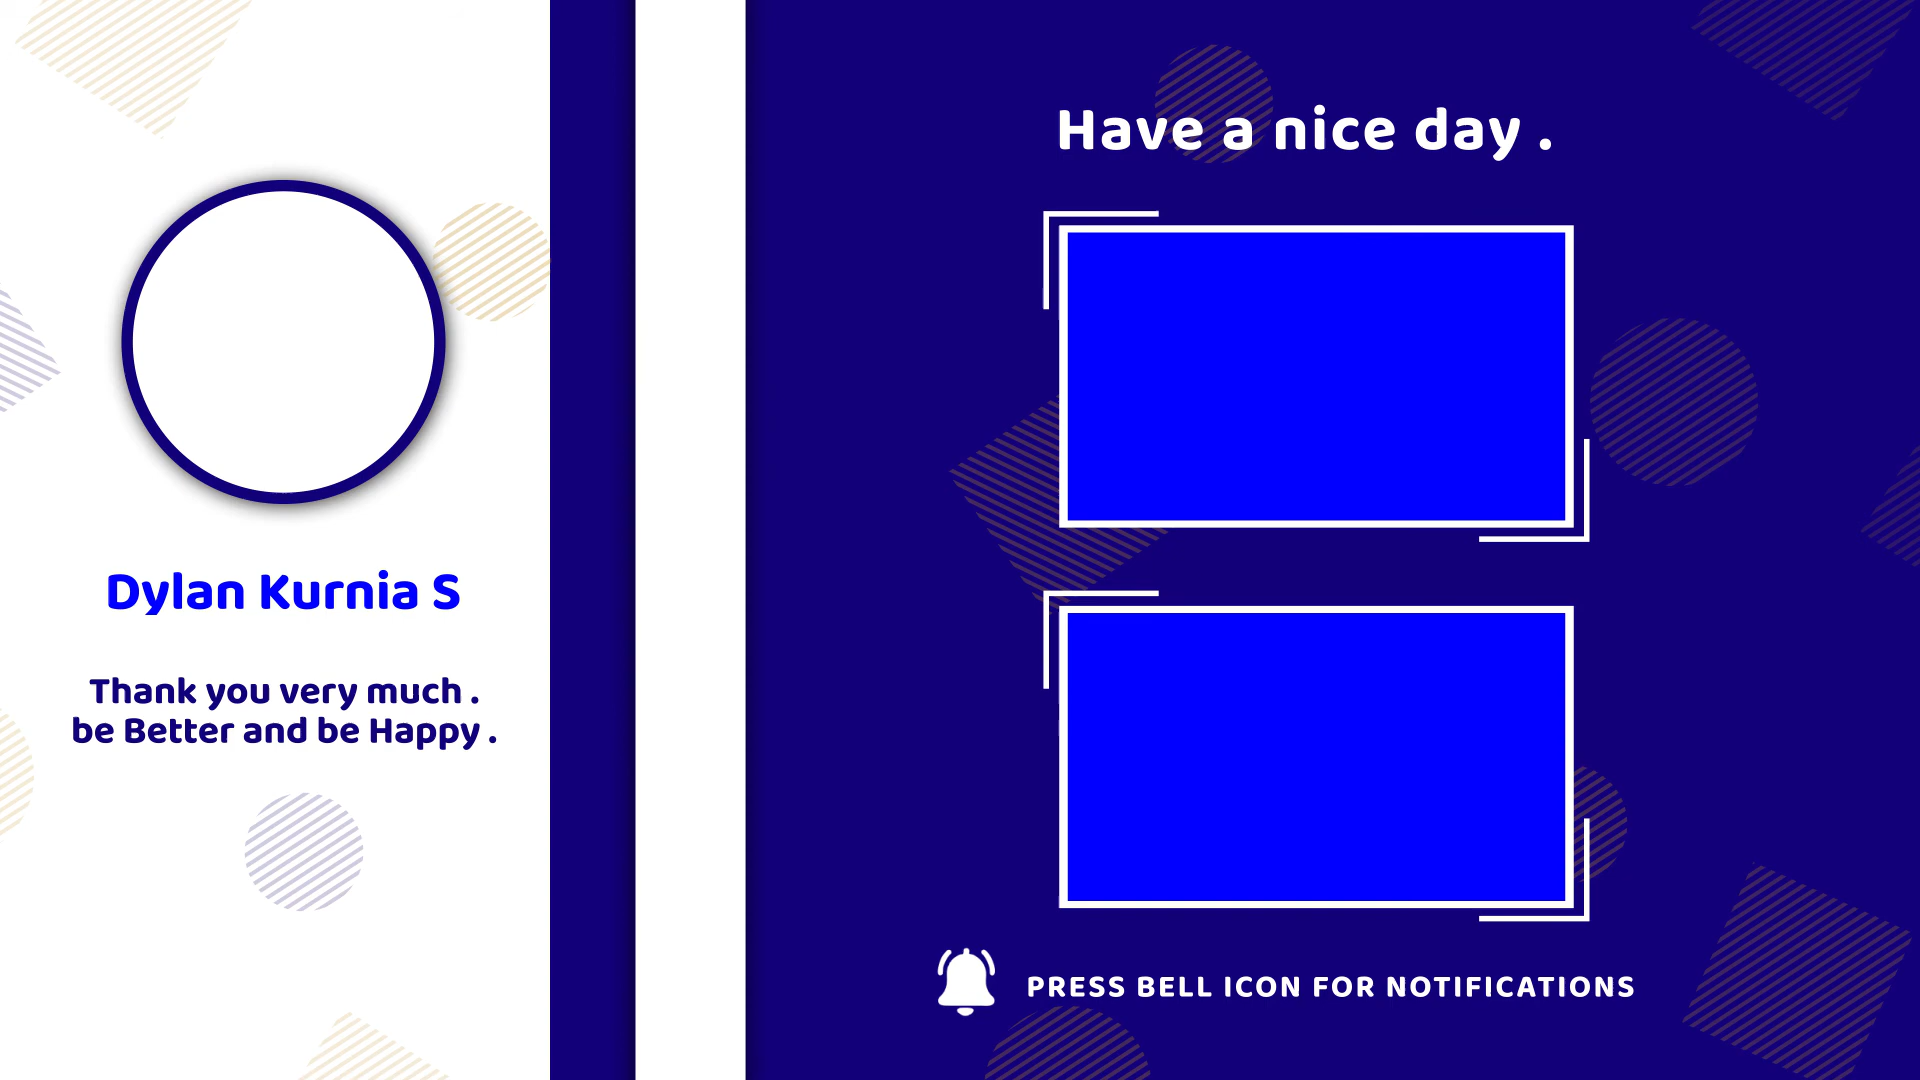 Dylan Kurnia S
Thank you very much .
be Better and be Happy .
Have a nice day .
PRESS BELL ICON FOR NOTIFICATIONS